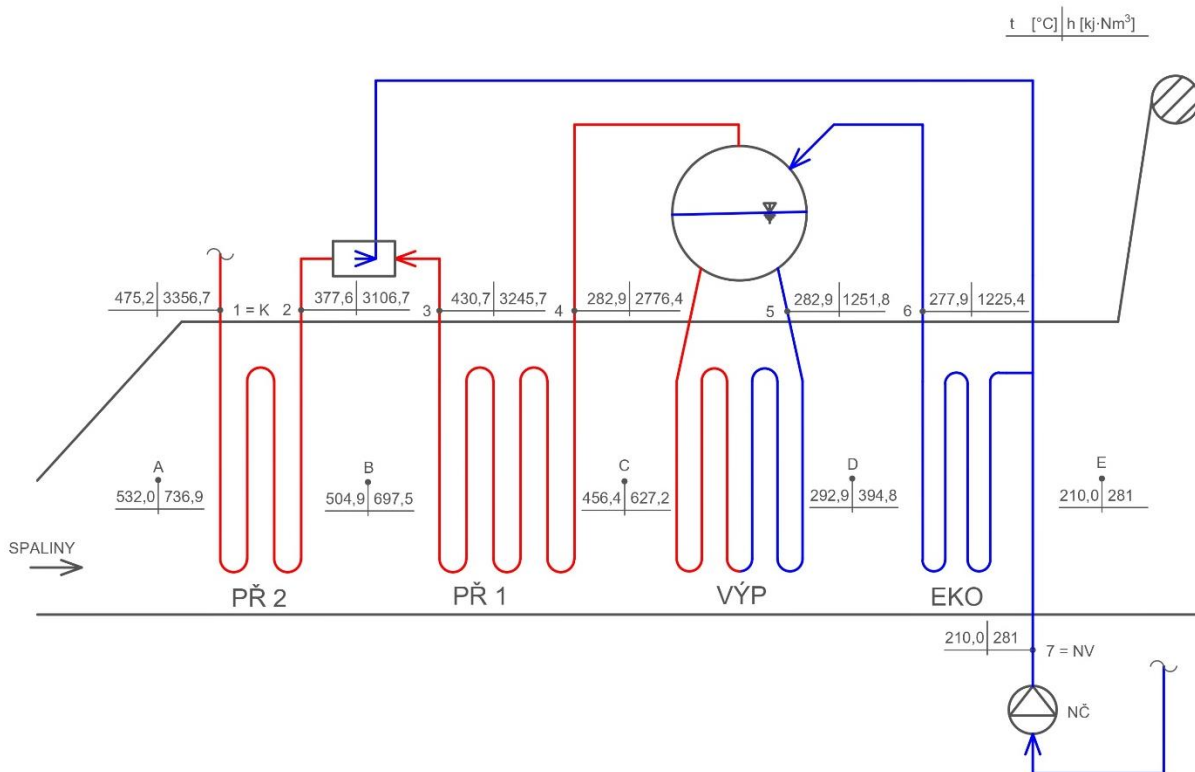 t [°C] h [kj·Nm³]
475,2 3356,7
1 = K
2
377,6 3106,7
3
430,7 3245,7
4
282,9 2776,4
5
282,9 1251,8
6
277,9 1225,4
A
532,0 736,9
B
504,9 697,5
C
456,4 627,2
D
292,9 394,8
E
210,0 281
SPALINY
PŘ 2
PŘ 1
VÝP
EKO
210,0 281
7 = NV
NČ